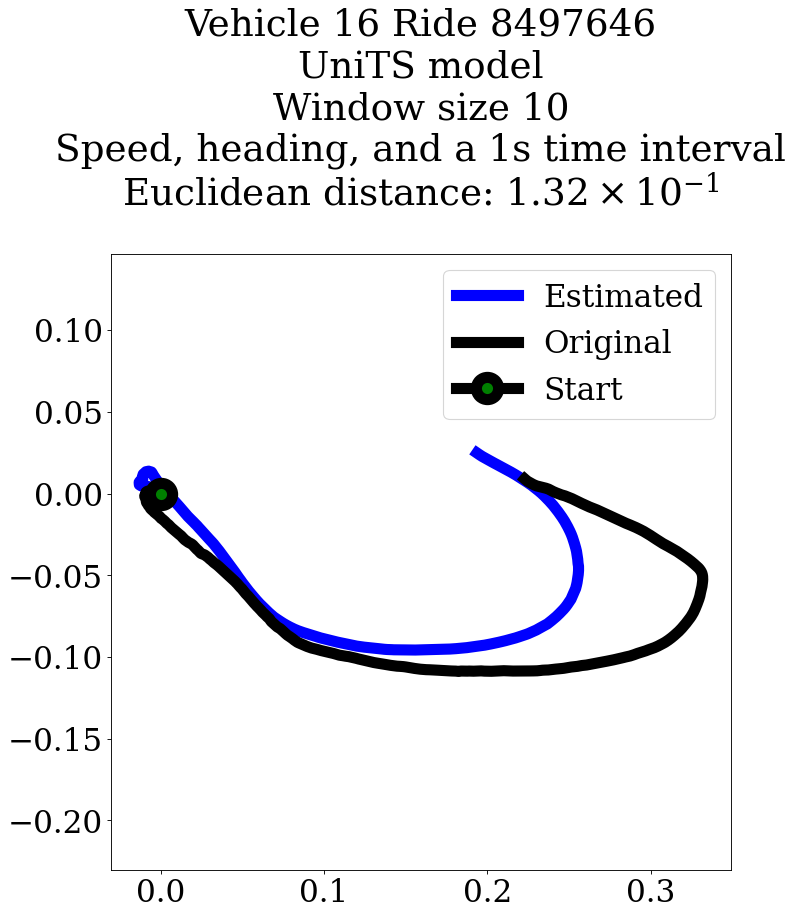 Vehicle 16 Ride 8497646
UniTS model
Window size 10
Speed, heading, and a 1s time interval
Euclidean distance: 1.32 × 10⁻¹
Estimated
Original
Start
0.10
0.05
0.00
−0.05
−0.10
−0.15
−0.20
0.0 0.1 0.2 0.3